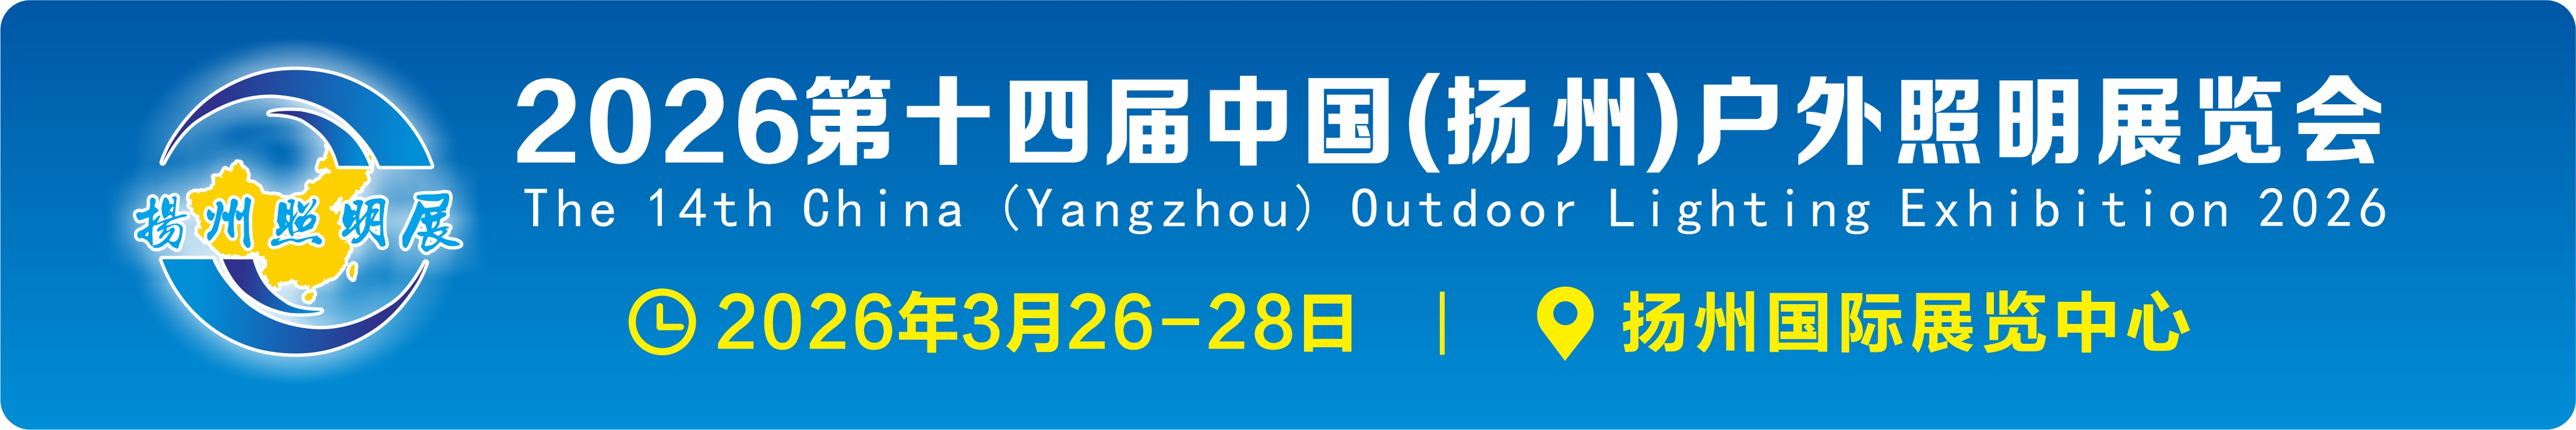 揚州照明展
2026第十四届中国(扬州)户外照明展览会
The 14th China (Yangzhou) Outdoor Lighting Exhibition 2026
2026年3月26-28日 | 扬州国际展览中心